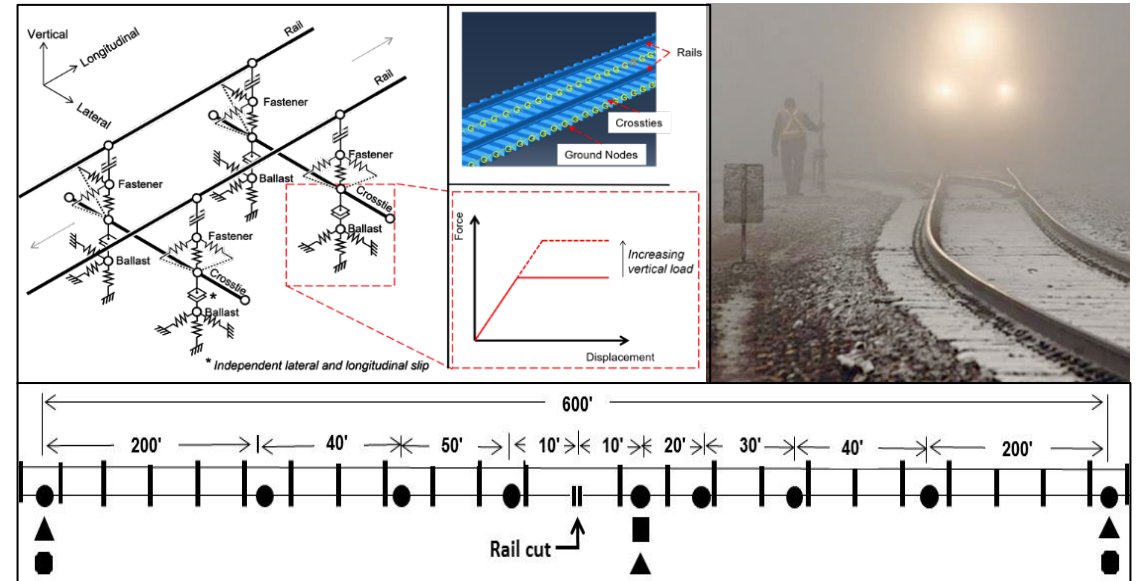 Vertical
Longitudinal
Lateral
Rail
Rail
Fastener
Fastener
Fastener
Fastener
Ballast
Ballast
Ballast
Ballast
Crosstie
Crosstie
*
* Independent lateral and longitudinal slip
Rails
Crossties
Ground Nodes
Force
Increasing
vertical load
Displacement
600'
200' 40' 50' 10' 10' 20' 30' 40' 200'
Rail cut